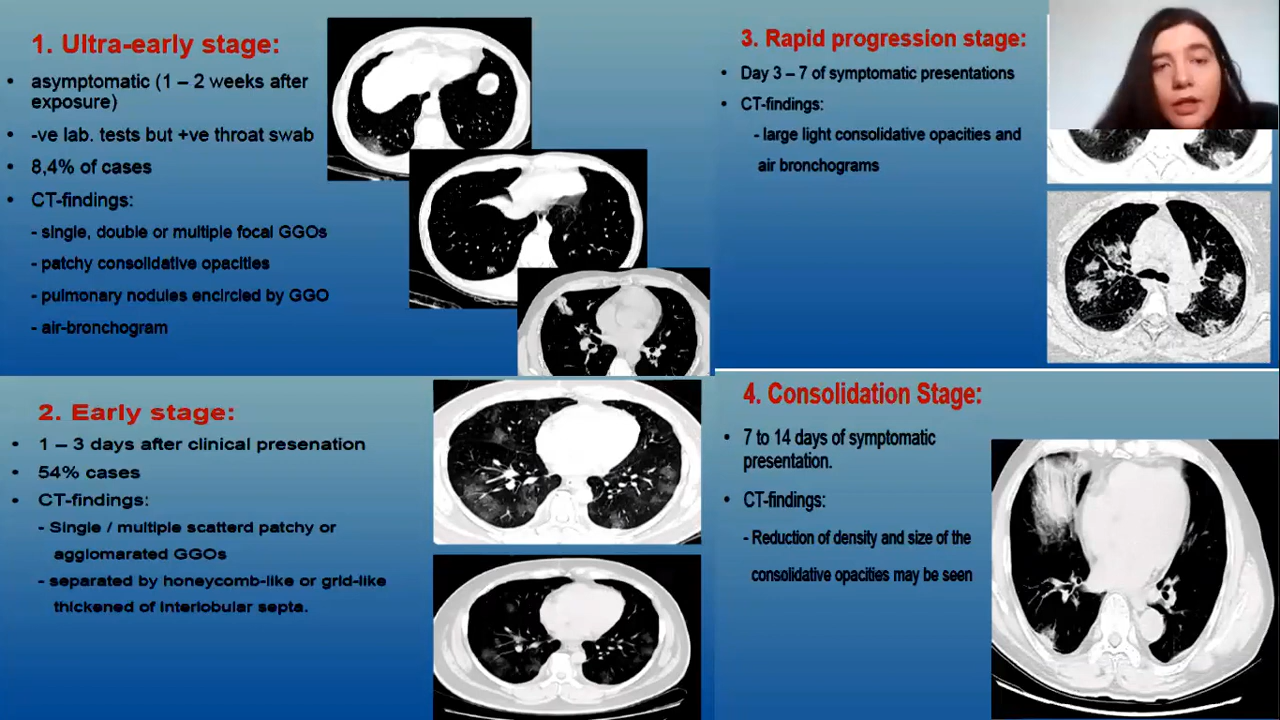 1. Ultra-early stage:
• asymptomatic (1 – 2 weeks after
exposure)
• -ve lab. tests but +ve throat swab
• 8,4% of cases
• CT-findings:
- single, double or multiple focal GGOs
- patchy consolidative opacities
- pulmonary nodules encircled by GGO
- air-bronchogram
2. Early stage:
• 1 – 3 days after clinical presenation
• 54% cases
• CT-findings:
- Single / multiple scatterd patchy or
agglomarated GGOs
- separated by honeycomb-like or grid-like
thickened of interlobular septa.
3. Rapid progression stage:
• Day 3 – 7 of symptomatic presentations
• CT-findings:
- large light consolidative opacities and
air bronchograms
4. Consolidation Stage:
• 7 to 14 days of symptomatic
presentation.
• CT-findings:
- Reduction of density and size of the
consolidative opacities may be seen